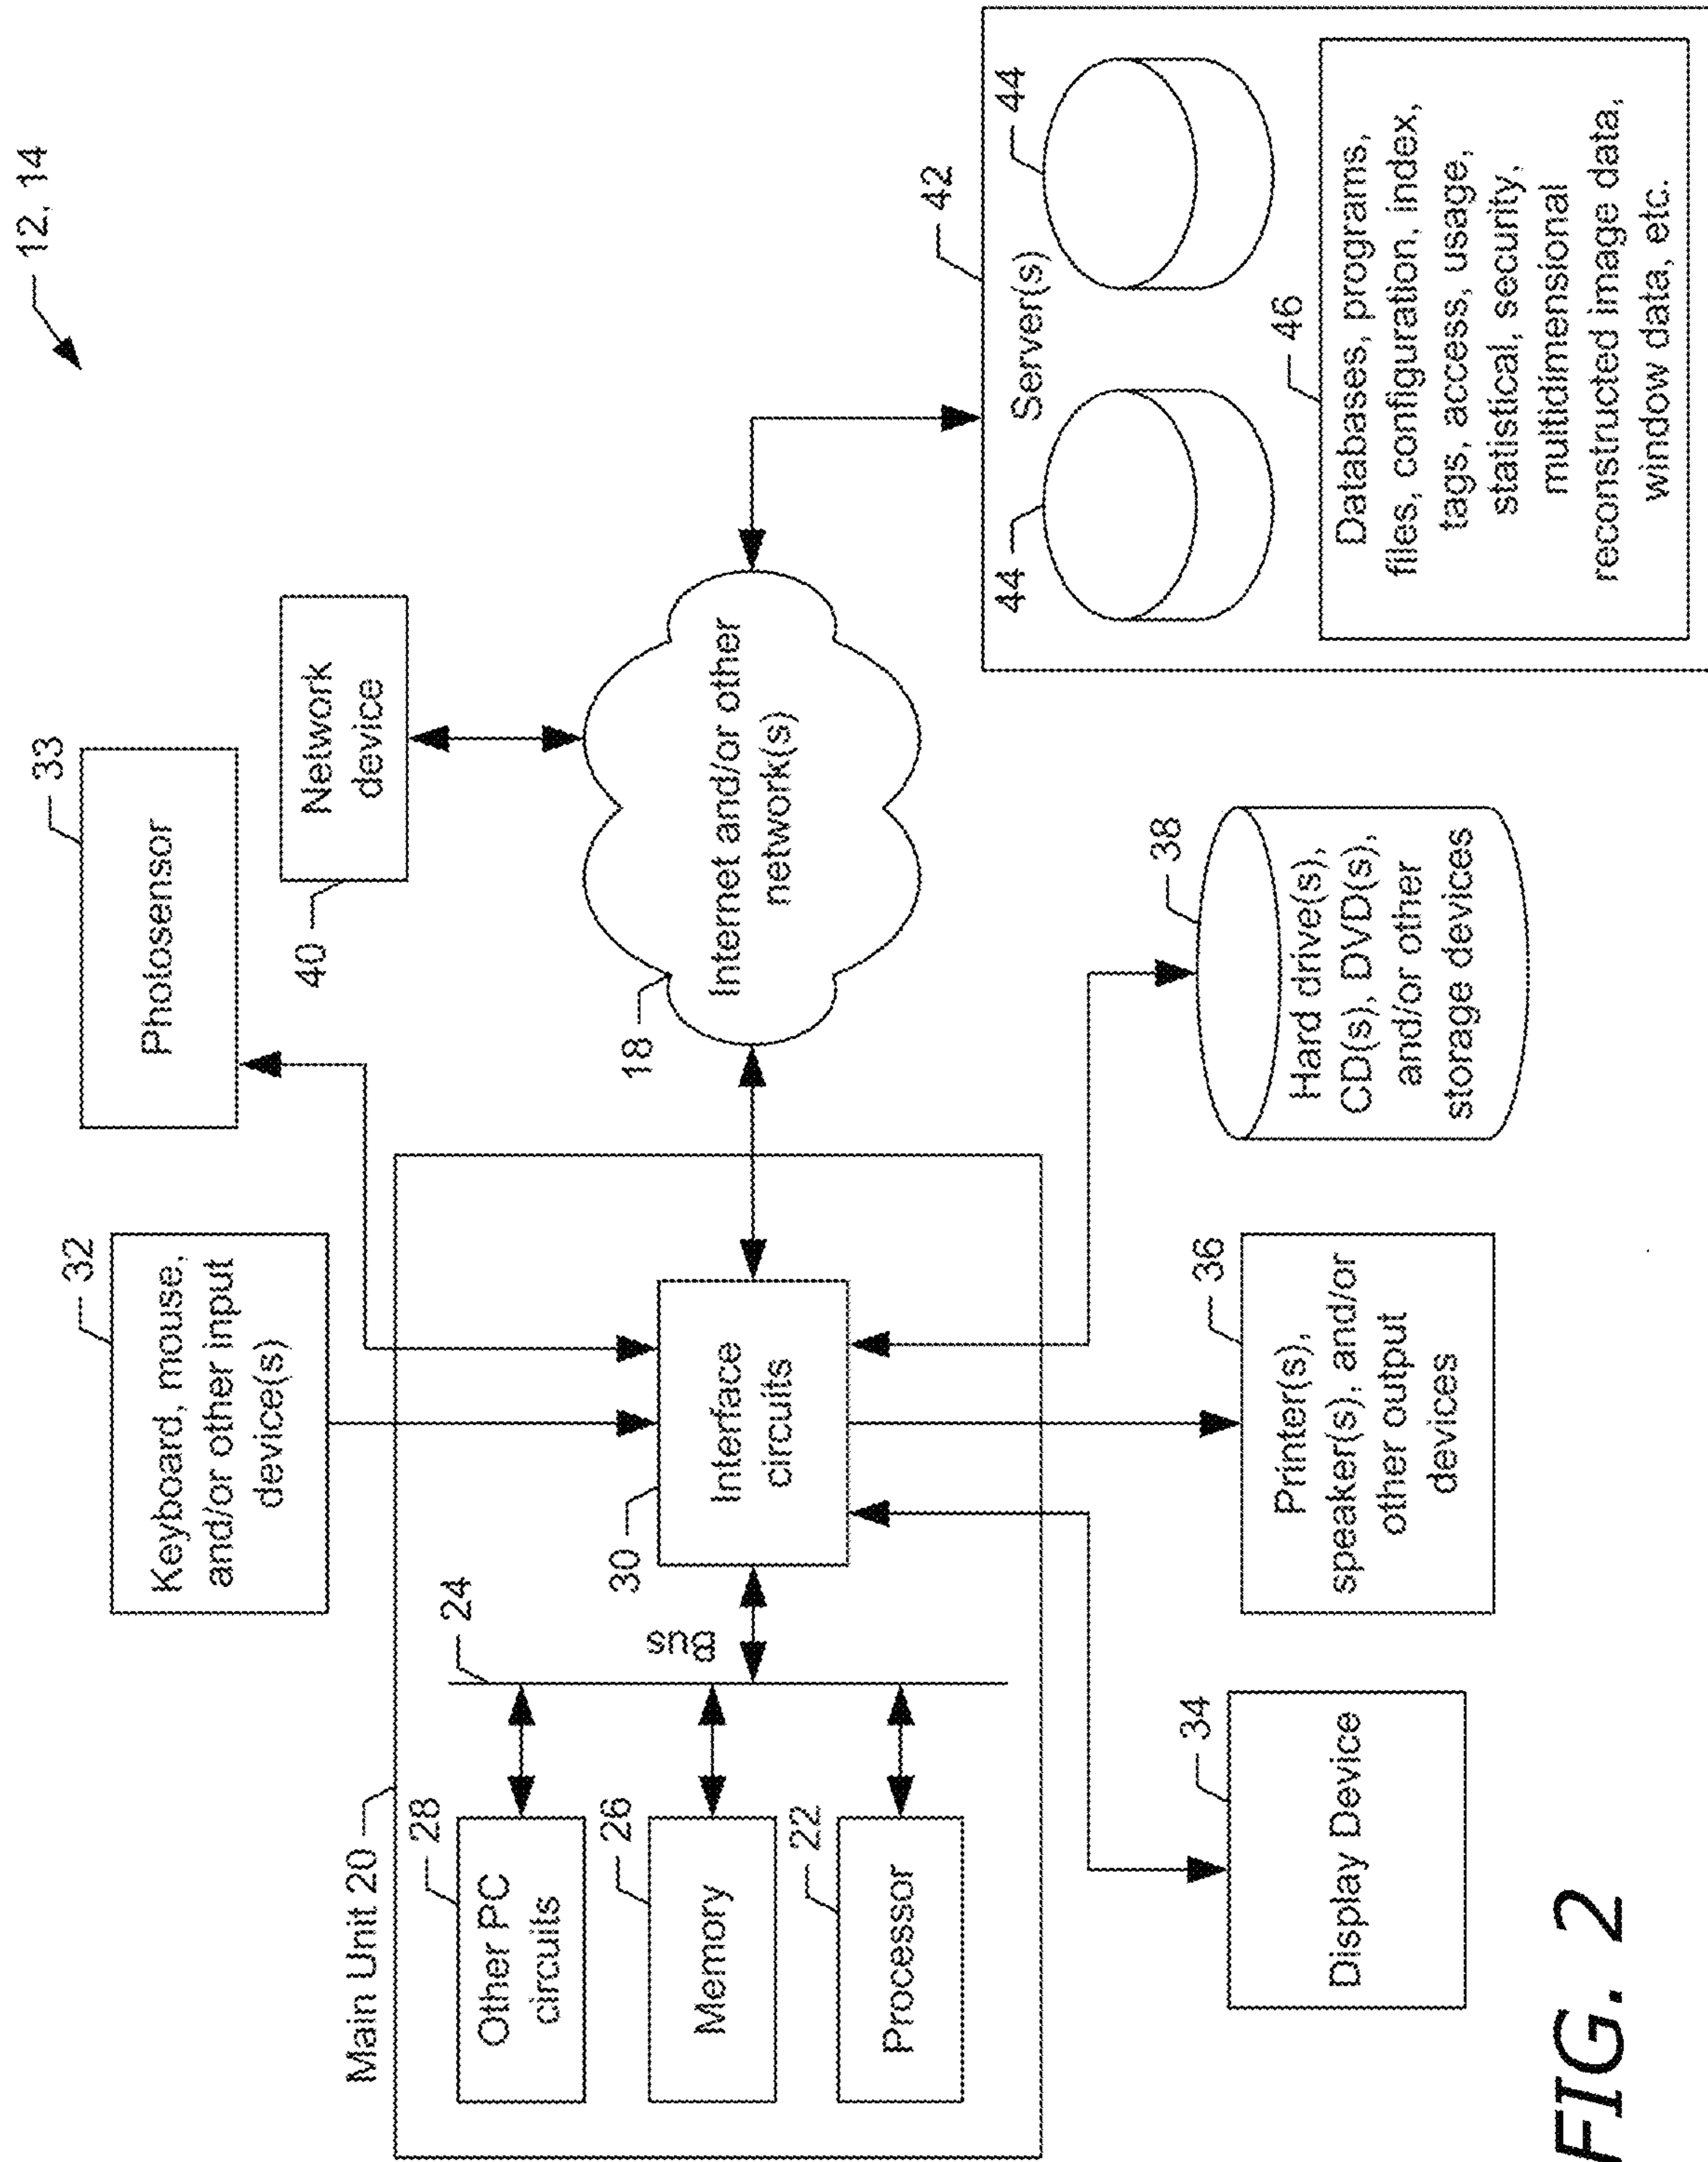 12, 14
Keyboard, mouse,
and/or other input
device(s)
32
Photosensor
33
Main Unit 20
24
Bus
Other PC
circuits
28
Memory
26
Processor
22
30
Interface
circuits
Network
device
40
18
Internet and/or other
network(s)
42
Server(s)
44
44
46
Databases, programs,
files, configuration, index,
tags, access, usage,
statistical, security,
multidimensional
reconstructed image data,
window data, etc.
Display Device
34
Printer(s),
speaker(s), and/or
other output
devices
36
Hard drive(s),
CD(s), DVD(s),
and/or other
storage devices
38
FIG. 2